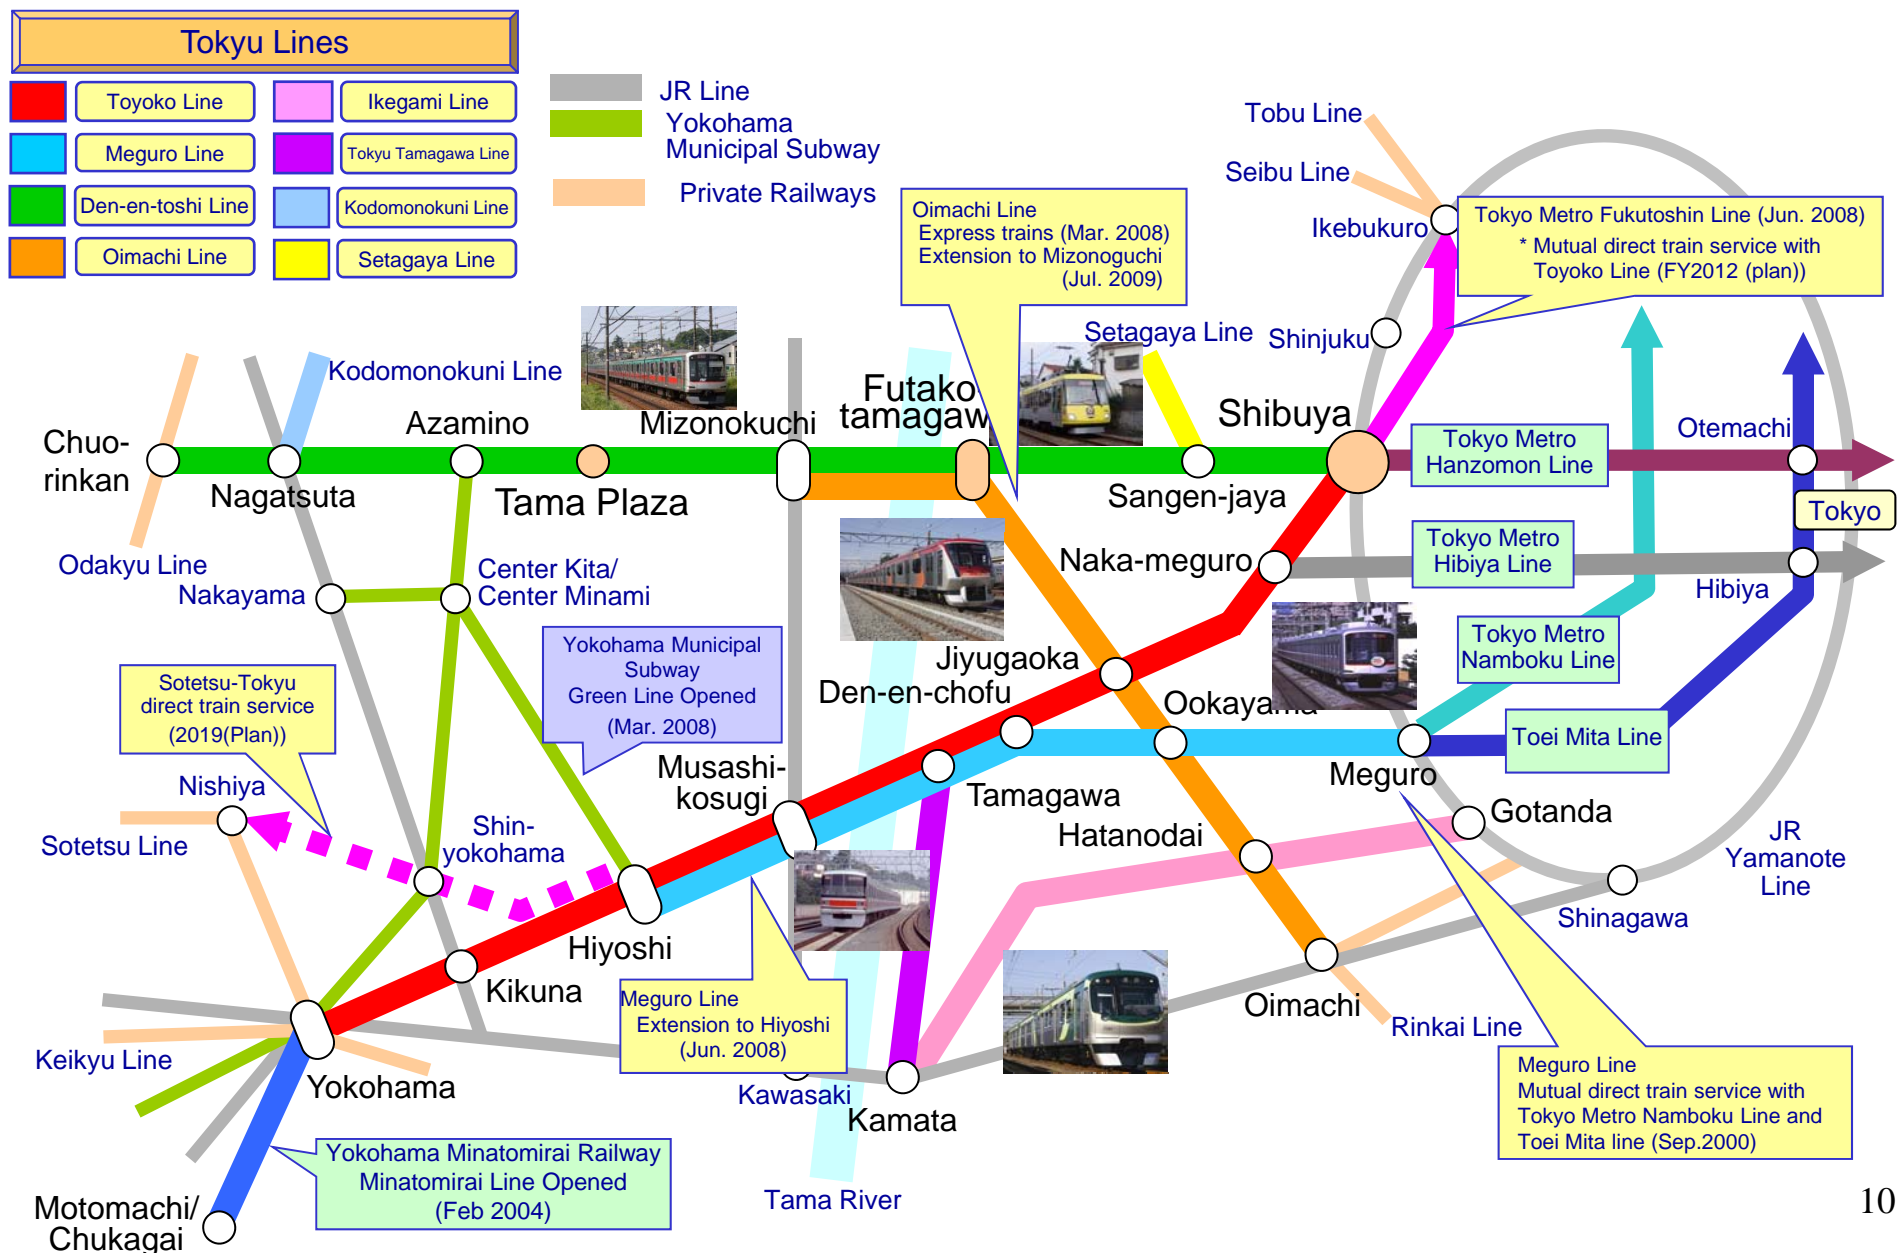 Tokyu Lines
Toyoko Line
Ikegami Line
Meguro Line
Tokyu Tamagawa Line
Den-en-toshi Line
Kodomonokuni Line
Oimachi Line
Setagaya Line
JR Line
Yokohama
Municipal Subway
Private Railways
Tobu Line
Seibu Line
Ikebukuro
Oimachi Line
Express trains (Mar. 2008)
Extension to Mizonoguchi
(Jul. 2009)
Tokyo Metro Fukutoshin Line (Jun. 2008)
* Mutual direct train service with
Toyoko Line (FY2012 (plan))
Setagaya Line
Shinjuku
Kodomonokuni Line
Chuo-
rinkan
Azamino
Mizonokuchi
Futako-
tamagaw
Shibuya
Tokyo Metro
Hanzomon Line
Otemachi
Nagatsuta
Tama Plaza
Sangen-jaya
Tokyo
Odakyu Line
Nakayama
Center Kita/
Center Minami
Naka-meguro
Tokyo Metro
Hibiya Line
Hibiya
Yokohama Municipal
Subway
Green Line Opened
(Mar. 2008)
Jiyugaoka
Den-en-chofu
Tokyo Metro
Namboku Line
Sotetsu-Tokyu
direct train service
(2019(Plan))
Ookayama
Toei Mita Line
Nishiya
Musashi-
kosugi
Tamagawa
Meguro
Sotetsu Line
Shin-
yokohama
Hatanodai
Gotanda
JR
Yamanote
Line
Hiyoshi
Shinagawa
Kikuna
Meguro Line
Extension to Hiyoshi
(Jun. 2008)
Oimachi
Rinkai Line
Keikyu Line
Yokohama
Kawasaki
Kamata
Meguro Line
Mutual direct train service with
Tokyo Metro Namboku Line and
Toei Mita line (Sep.2000)
Yokohama Minatomirai Railway
Minatomirai Line Opened
(Feb 2004)
Tama River
Motomachi/
Chukagai
10